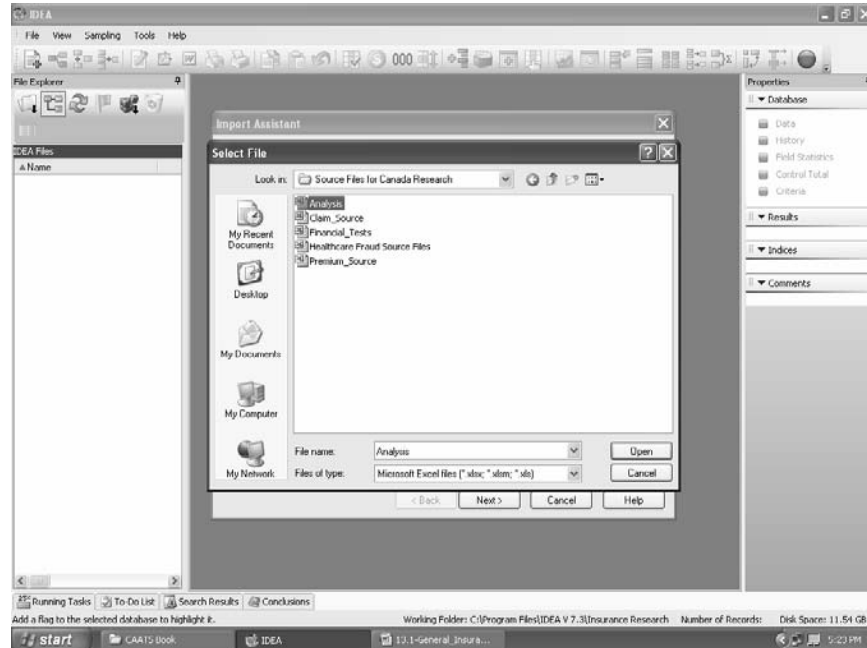 IDEA
File View Sampling Tools Help
000
File Explorer
IDEA Files
Name
Import Assistant
Select File
Look in: Source Files for Canada Research
My Recent Documents
Desktop
My Documents
My Computer
My Network
Analysis
Claim_Source
Financial_Tests
Healthcare Fraud Source Files
Premium_Source
File name: Analysis Open
Files of type: Microsoft Excel files (*.xlsx; *.xlsm; *.xls) Cancel
< Back Next > Cancel Help
Properties
Database
Data
History
Field Statistics
Control Total
Criteria
Results
Indices
Comments
Running Tasks To-Do List Search Results Conclusions
Add a flag to the selected database to highlight it. Working Folder: C:\Program Files\IDEA V 7.3\Insurance Research Number of Records: Disk Space: 11.54 GB
start CAATS Book IDEA 13.1-General_Insura... 5:23 PM